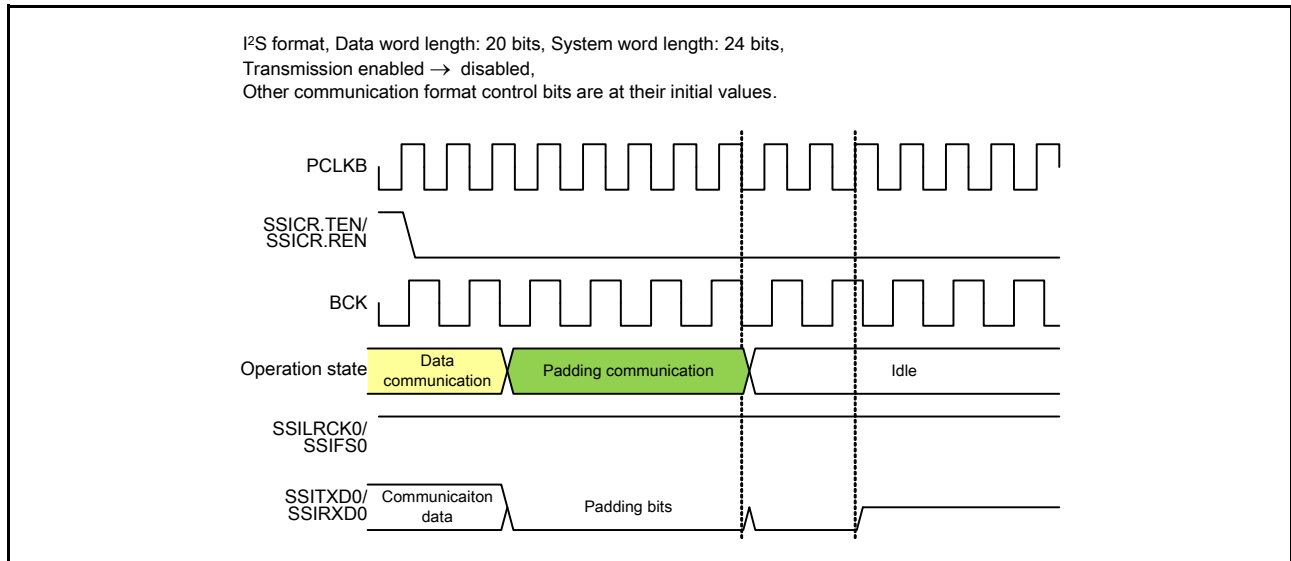 I²S format, Data word length: 20 bits, System word length: 24 bits,
Transmission enabled → disabled,
Other communication format control bits are at their initial values.
PCLKB
SSICR.TEN/
SSICR.REN
BCK
Operation state
Data
communication
Padding communication
Idle
SSILRCK0/
SSIFS0
SSITXD0/
SSIRXD0
Communicaiton
data
Padding bits